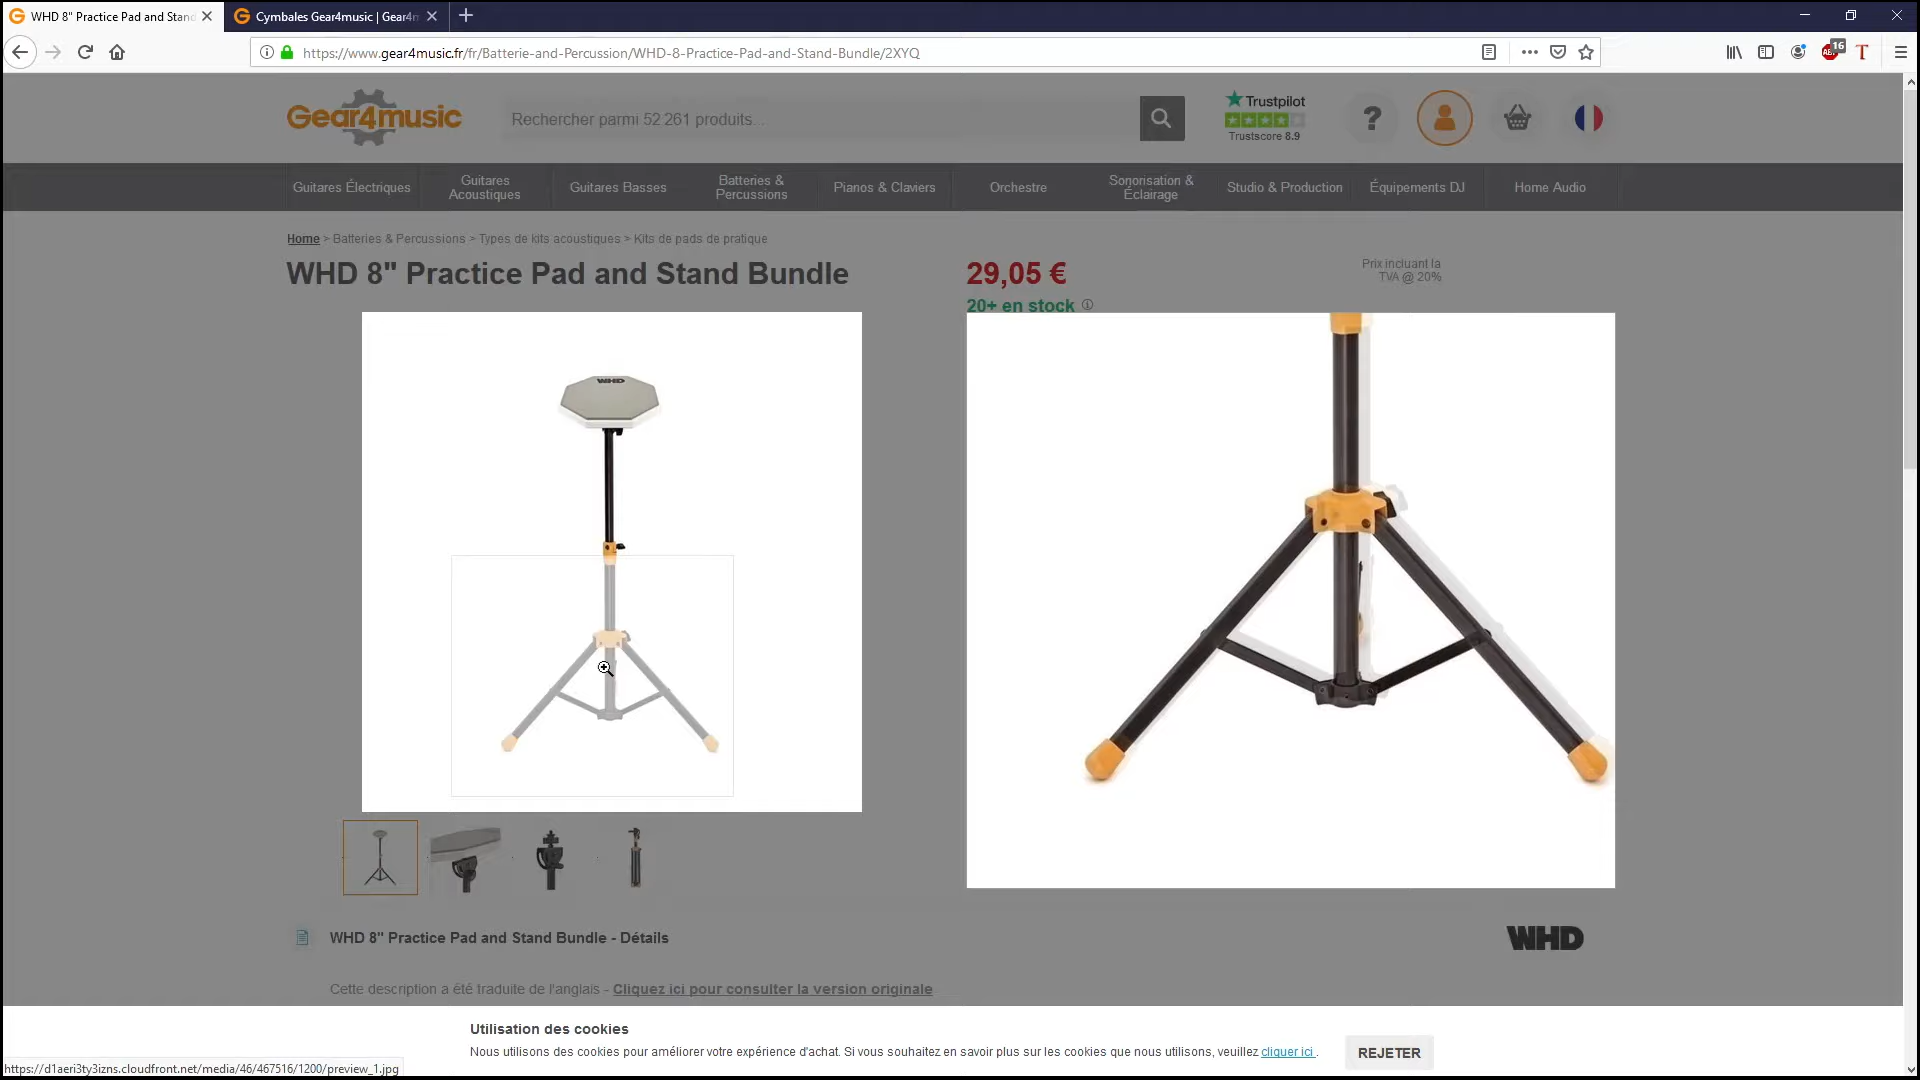 WHD 8" Practice Pad and Stand
Cymbales Gear4music | Gear4m
https://www.gear4music.fr/fr/Batterie-and-Percussion/WHD-8-Practice-Pad-and-Stand-Bundle/2XYQ
16
Gear4music
Rechercher parmi 52 261 produits...
Trustpilot
Trustscore 8.9
?
Guitares Électriques
Guitares
Acoustiques
Guitares Basses
Batteries &
Percussions
Pianos & Claviers
Orchestre
Sonorisation &
Éclairage
Studio & Production
Équipements DJ
Home Audio
Home > Batteries & Percussions > Types de kits acoustiques > Kits de pads de pratique
WHD 8" Practice Pad and Stand Bundle
29,05 €
Prix incluant la
TVA @ 20%
20+ en stock
WHD
WHD 8" Practice Pad and Stand Bundle - Détails
WHD
Cette description a été traduite de l'anglais - Cliquez ici pour consulter la version originale
Utilisation des cookies
Nous utilisons des cookies pour améliorer votre expérience d'achat. Si vous souhaitez en savoir plus sur les cookies que nous utilisons, veuillez cliquer ici .
REJETER
https://d1aeri3ty3izns.cloudfront.net/media/46/467516/1200/preview_1.jpg